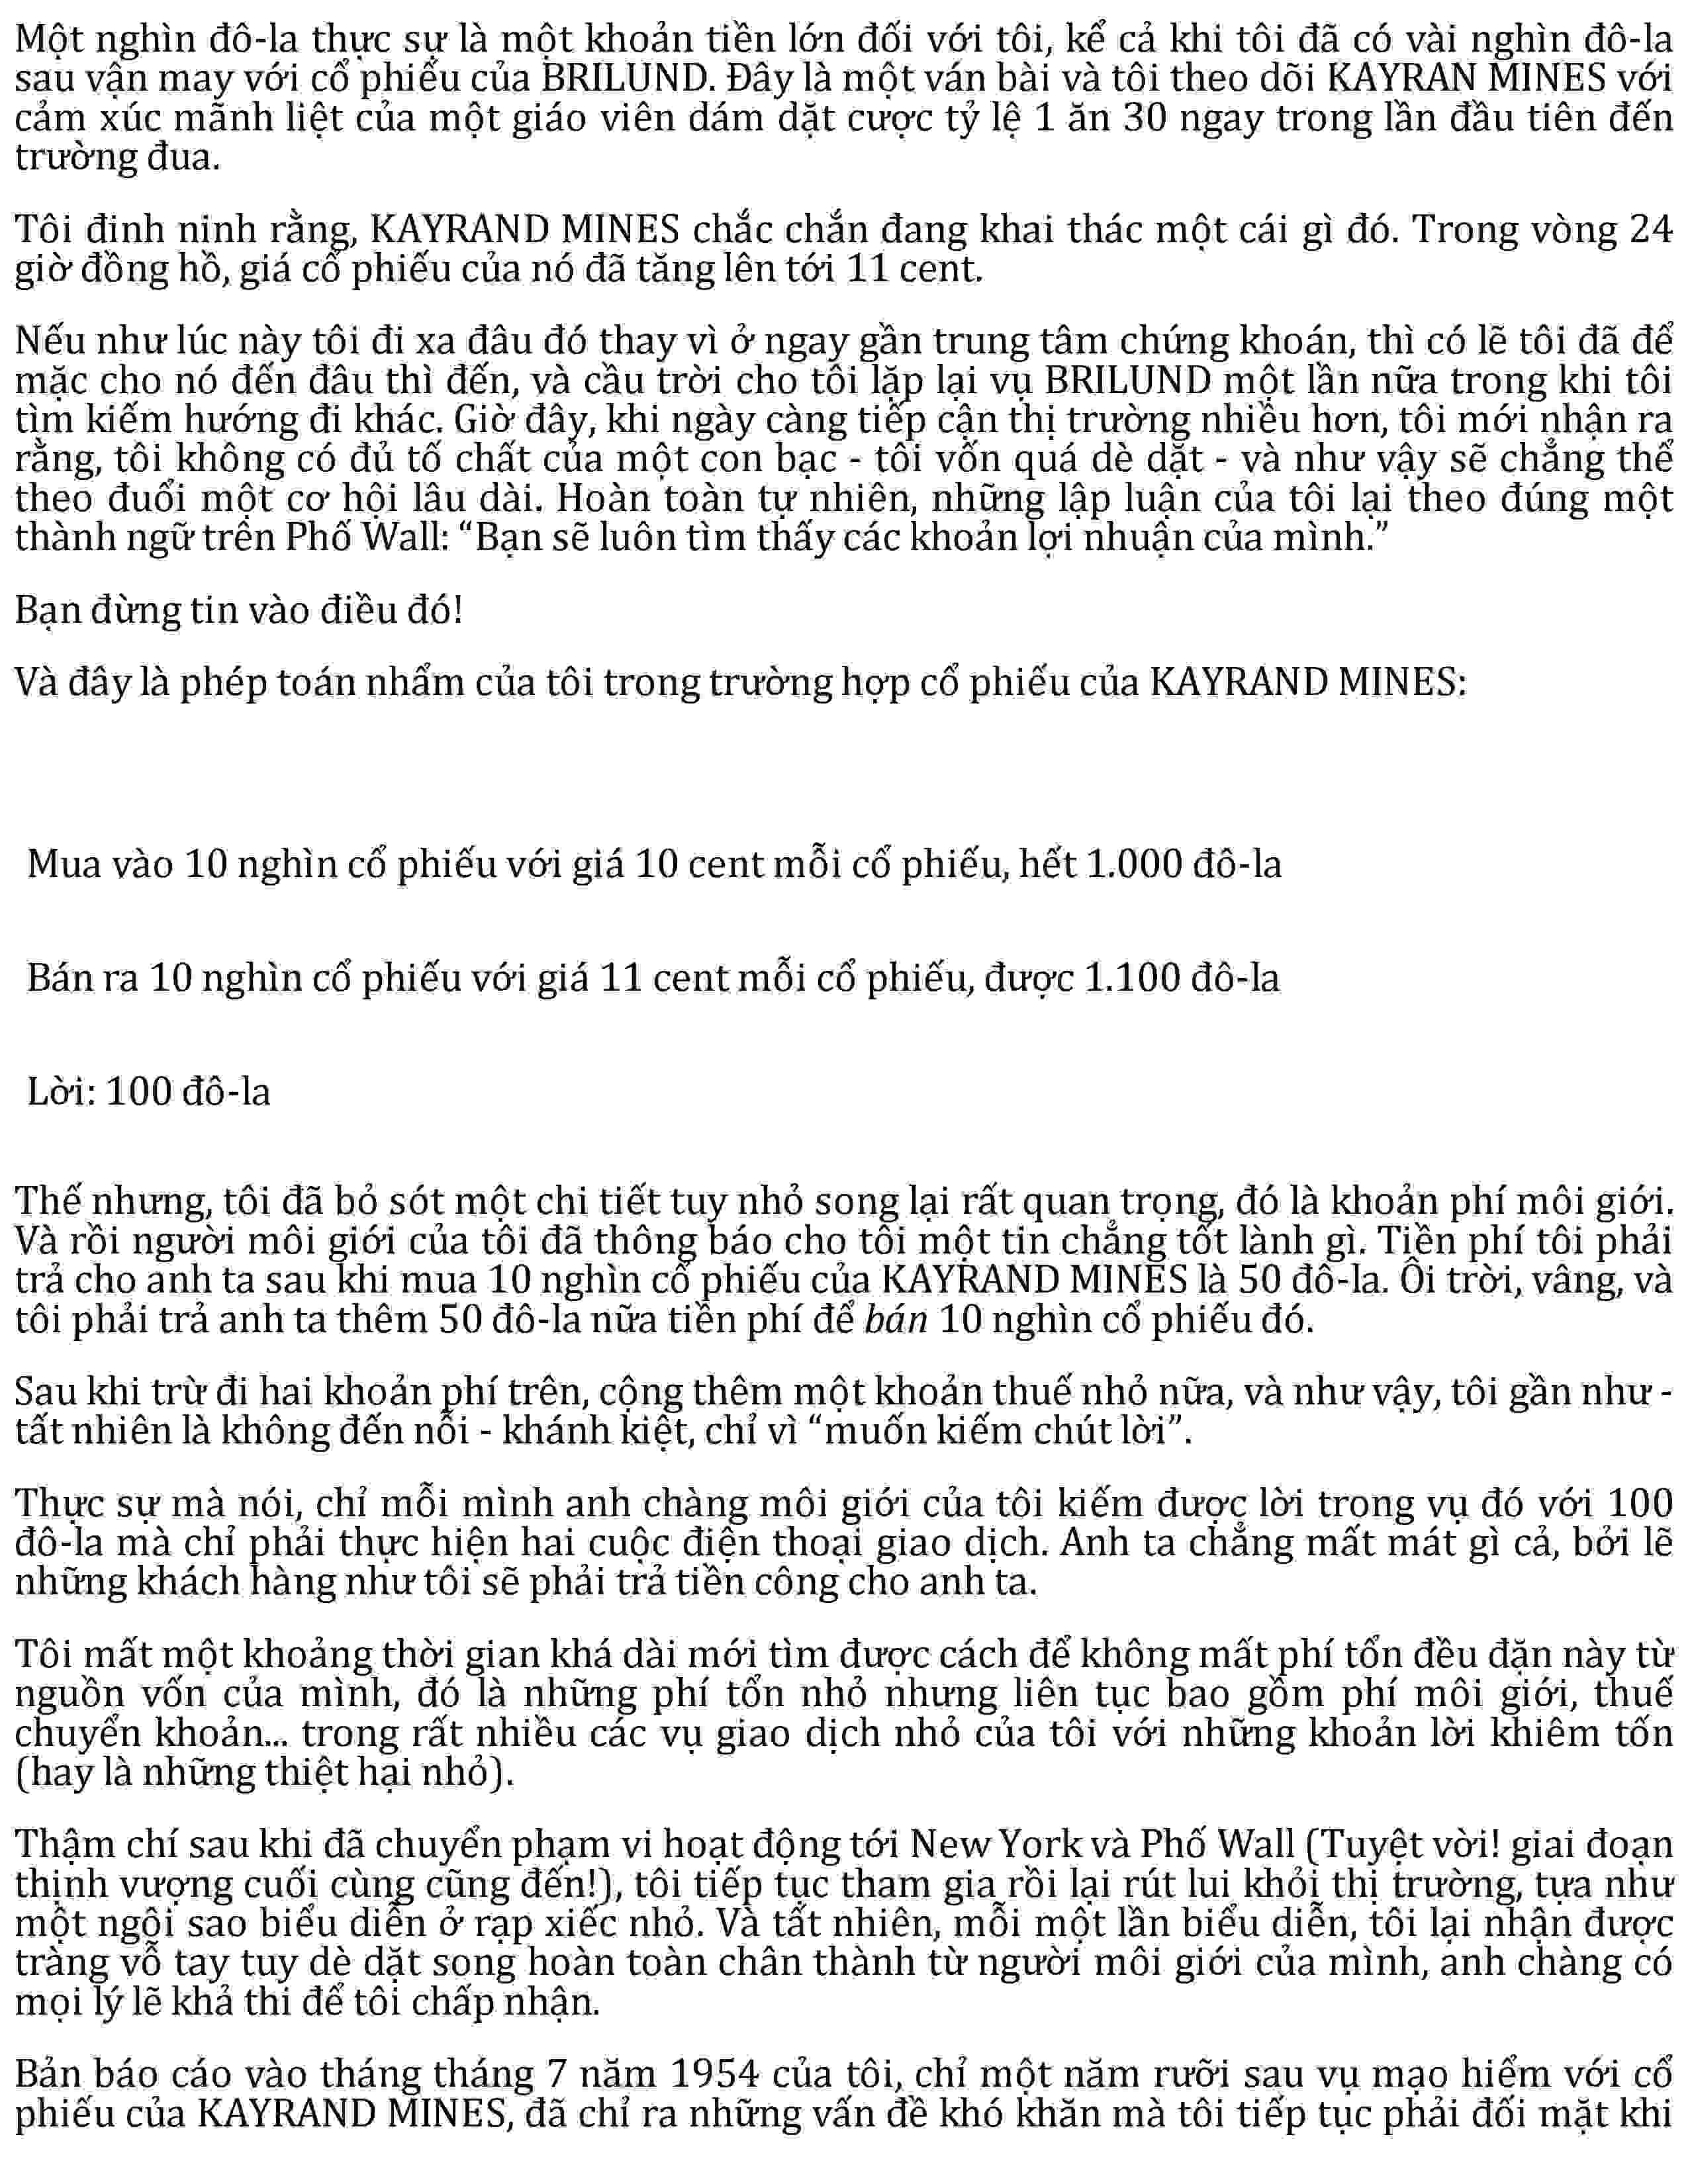 Một nghìn đô-la thực sự là một khoản tiền lớn đối với tôi, kể cả khi tôi đã có vài nghìn đô-la
sau vận may với cổ phiếu của BRILUND. Đây là một ván bài và tôi theo dõi KAYRAN MINES với
cảm xúc mãnh liệt của một giáo viên dám dặt cược tỷ lệ 1 ăn 30 ngay trong lần đầu tiên đến
trường đua.
Tôi đinh ninh rằng, KAYRAND MINES chắc chắn đang khai thác một cái gì đó. Trong vòng 24
giờ đồng hồ, giá cổ phiếu của nó đã tăng lên tới 11 cent.
Nếu như lúc này tôi đi xa đâu đó thay vì ở ngay gần trung tâm chứng khoán, thì có lẽ tôi đã để
mặc cho nó đến đâu thì đến, và cầu trời cho tôi lặp lại vụ BRILUND một lần nữa trong khi tôi
tìm kiếm hướng đi khác. Giờ đây, khi ngày càng tiếp cận thị trường nhiều hơn, tôi mới nhận ra
rằng, tôi không có đủ tố chất của một con bạc - tôi vốn quá dè dặt - và như vậy sẽ chẳng thể
theo đuổi một cơ hội lâu dài. Hoàn toàn tự nhiên, những lập luận của tôi lại theo đúng một
thành ngữ trên Phố Wall: “Bạn sẽ luôn tìm thấy các khoản lợi nhuận của mình.”
Bạn đừng tin vào điều đó!
Và đây là phép toán nhẩm của tôi trong trường hợp cổ phiếu của KAYRAND MINES:
Mua vào 10 nghìn cổ phiếu với giá 10 cent mỗi cổ phiếu, hết 1.000 đô-la
Bán ra 10 nghìn cổ phiếu với giá 11 cent mỗi cổ phiếu, được 1.100 đô-la
Lời: 100 đô-la
Thế nhưng, tôi đã bỏ sót một chi tiết tuy nhỏ song lại rất quan trọng, đó là khoản phí môi giới.
Và rồi người môi giới của tôi đã thông báo cho tôi một tin chẳng tốt lành gì. Tiền phí tôi phải
trả cho anh ta sau khi mua 10 nghìn cổ phiếu của KAYRAND MINES là 50 đô-la. Ôi trời, vâng, và
tôi phải trả anh ta thêm 50 đô-la nữa tiền phí để bán 10 nghìn cổ phiếu đó.
Sau khi trừ đi hai khoản phí trên, cộng thêm một khoản thuế nhỏ nữa, và như vậy, tôi gần như -
tất nhiên là không đến nỗi - khánh kiệt, chỉ vì “muốn kiếm chút lời”.
Thực sự mà nói, chỉ mỗi mình anh chàng môi giới của tôi kiếm được lời trong vụ đó với 100
đô-la mà chỉ phải thực hiện hai cuộc điện thoại giao dịch. Anh ta chẳng mất mát gì cả, bởi lẽ
những khách hàng như tôi sẽ phải trả tiền công cho anh ta.
Tôi mất một khoảng thời gian khá dài mới tìm được cách để không mất phí tổn đều đặn này từ
nguồn vốn của mình, đó là những phí tổn nhỏ nhưng liên tục bao gồm phí môi giới, thuế
chuyển khoản... trong rất nhiều các vụ giao dịch nhỏ của tôi với những khoản lời khiêm tốn
(hay là những thiệt hại nhỏ).
Thậm chí sau khi đã chuyển phạm vi hoạt động tới New York và Phố Wall (Tuyệt vời! giai đoạn
thịnh vượng cuối cùng cũng đến!), tôi tiếp tục tham gia rồi lại rút lui khỏi thị trường, tựa như
một ngôi sao biểu diễn ở rạp xiếc nhỏ. Và tất nhiên, mỗi một lần biểu diễn, tôi lại nhận được
tràng vỗ tay tuy dè dặt song hoàn toàn chân thành từ người môi giới của mình, anh chàng có
mọi lý lẽ khả thi để tôi chấp nhận.
Bản báo cáo vào tháng tháng 7 năm 1954 của tôi, chỉ một năm rưỡi sau vụ mạo hiểm với cổ
phiếu của KAYRAND MINES, đã chỉ ra những vấn đề khó khăn mà tôi tiếp tục phải đối mặt khi